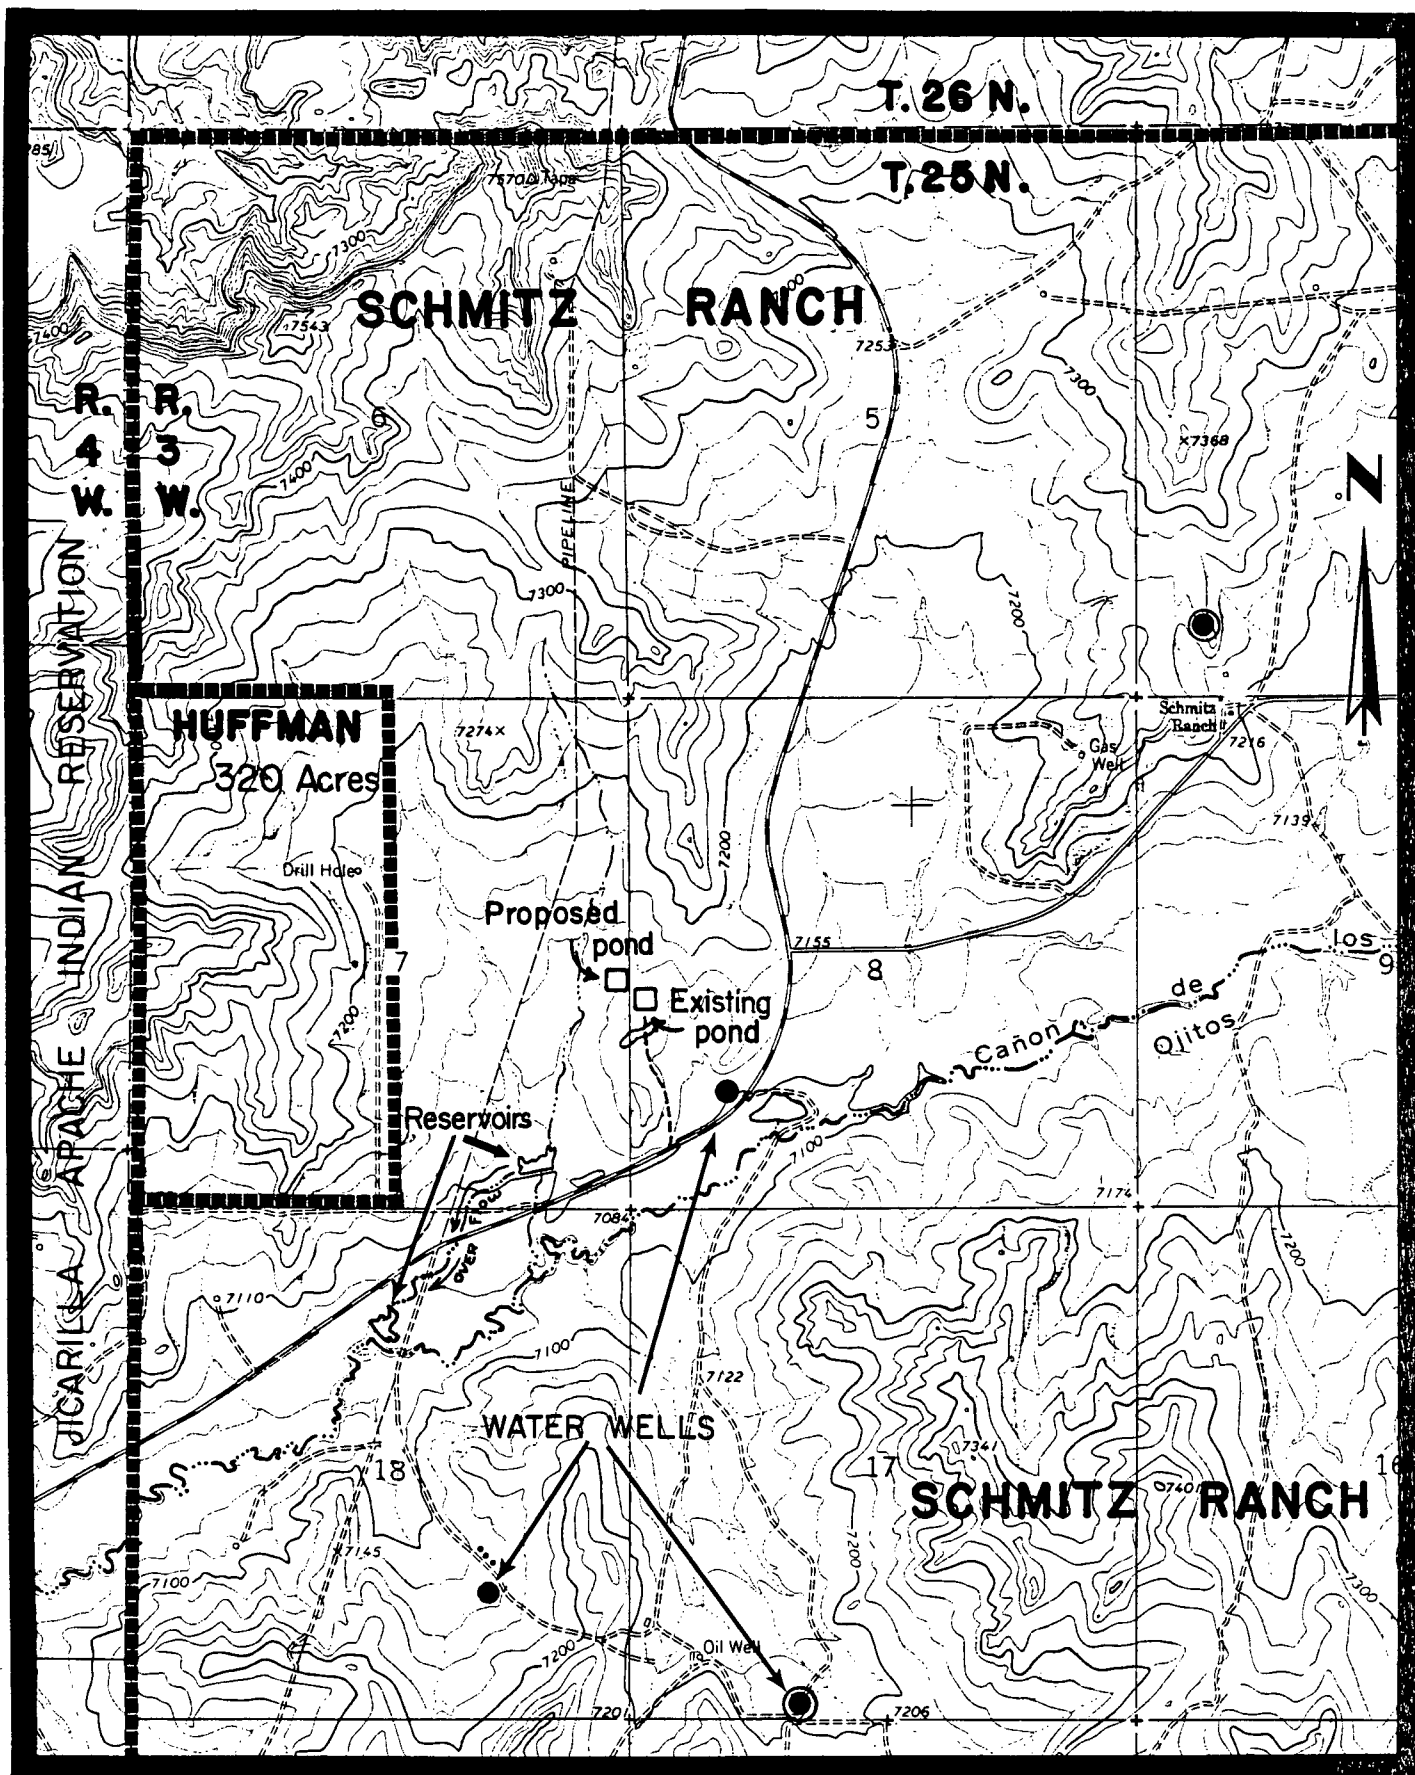 T. 26 N.
T. 25 N.
7300
SCHMITZ RANCH
7543
7400
7253
7300
R. R.
4 3
W. W.
6
5
×7368
7400
N
PIPELINE
7300
7200
JICARILLA APACHE INDIAN RESERVATION
HUFFMAN
320 Acres
7274×
Schmitz
Ranch
7216
Gas
Well
7139
7200
Drill Hole
Proposed
pond
7155
los
7
8
9
de
Existing
pond
Cañon
Ojitos
7200
Reservoirs
7100
7174
FLOW
OVER
7084
7200
7110
7100
7122
WATER WELLS
7341
18
17
16
SCHMITZ RANCH
7145
7200
7100
7300
Oil Well
7200
7201
7206